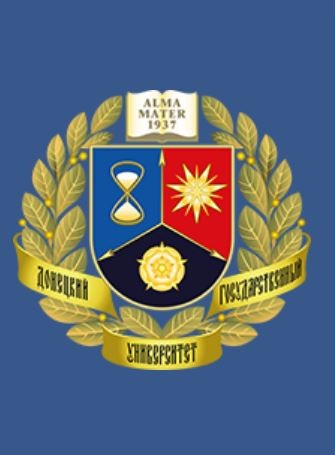 ALMA
MATER
1937
ДОНЕЦКИЙ
ГОСУДАРСТВЕННЫЙ
УНИВЕРСИТЕТ